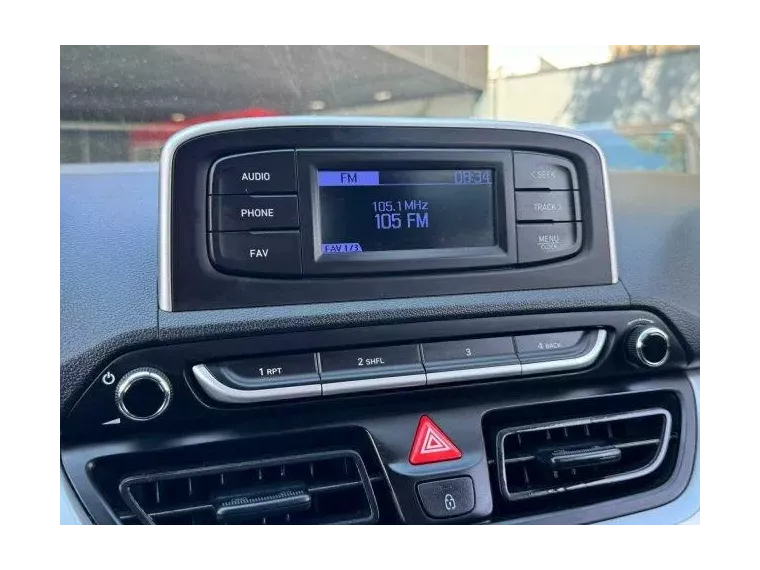 AUDIO
PHONE
FAV
FM 08:34
105.1 MHz
105 FM
FAV 1/3
< SEEK
TRACK >
MENU
CLOCK
1 RPT
2 SHFL
3
4 BACK